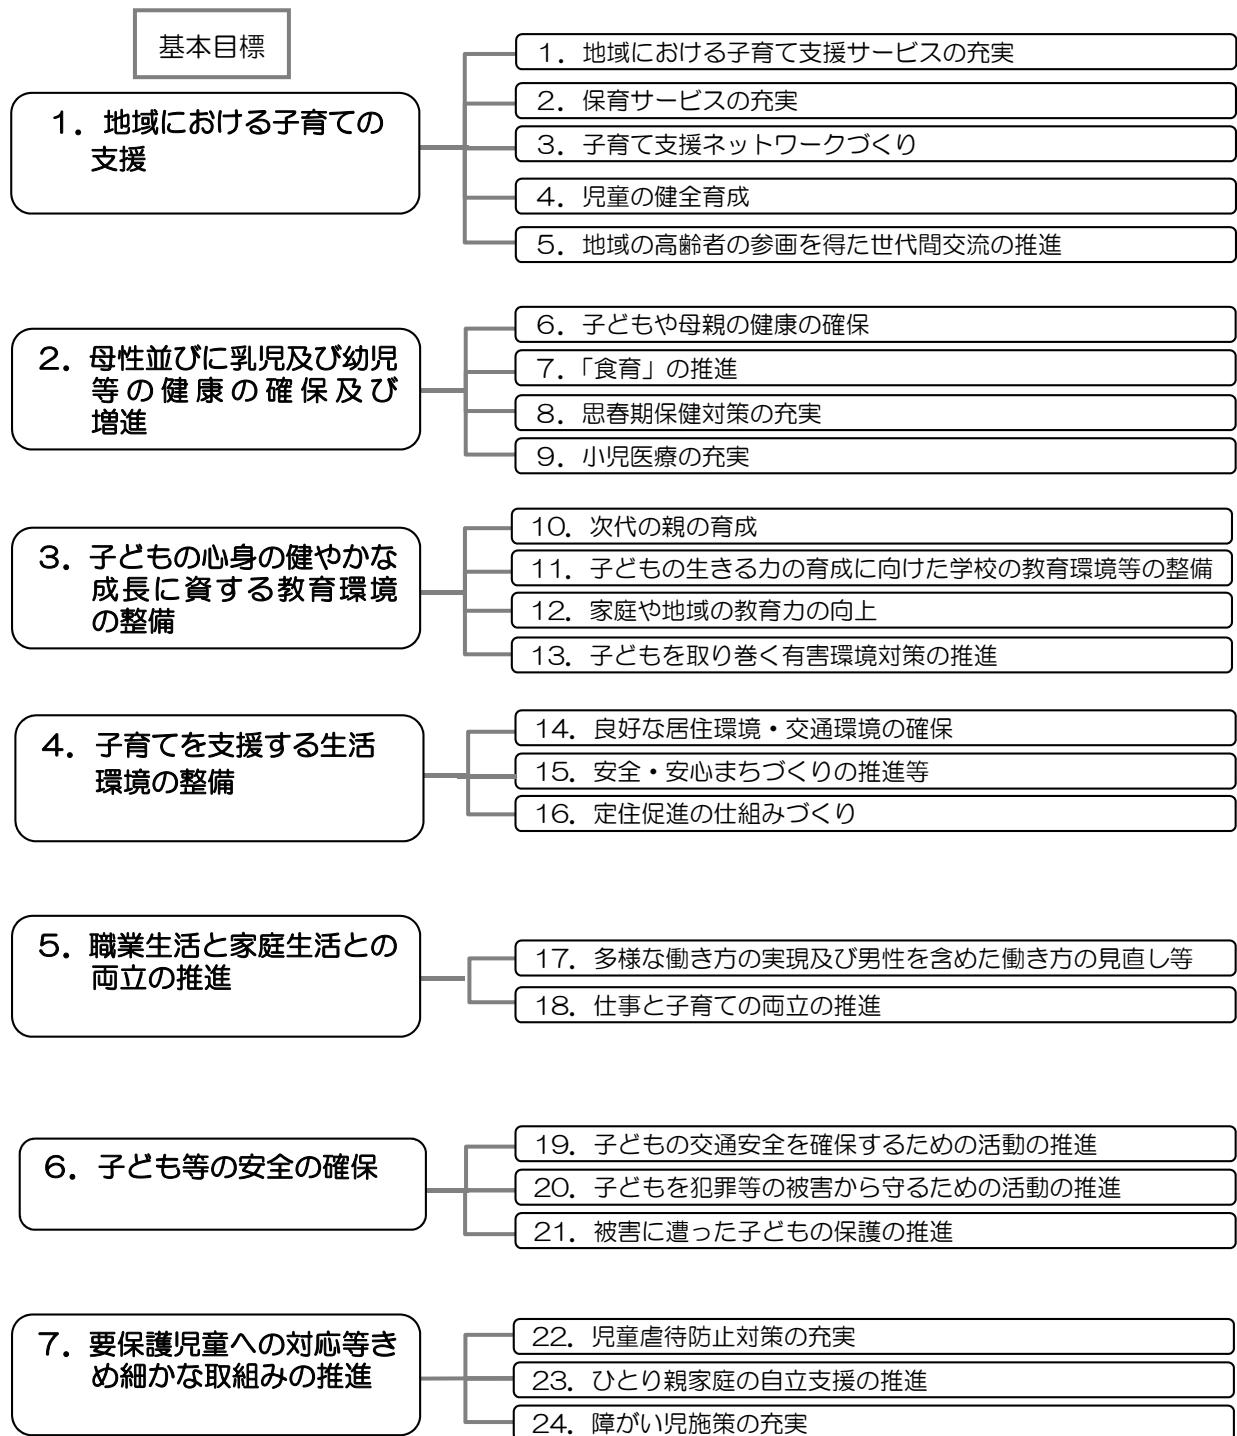 基本目標
1. 地域における子育ての
支援
1. 地域における子育て支援サービスの充実
2. 保育サービスの充実
3. 子育て支援ネットワークづくり
4. 児童の健全育成
5. 地域の高齢者の参画を得た世代間交流の推進
2. 母性並びに乳児及び幼児
等の健康の確保及び
増進
6. 子どもや母親の健康の確保
7. 「食育」の推進
8. 思春期保健対策の充実
9. 小児医療の充実
3. 子どもの心身の健やかな
成長に資する教育環境
の整備
10. 次代の親の育成
11. 子どもの生きる力の育成に向けた学校の教育環境等の整備
12. 家庭や地域の教育力の向上
13. 子どもを取り巻く有害環境対策の推進
4. 子育てを支援する生活
環境の整備
14. 良好な居住環境・交通環境の確保
15. 安全・安心まちづくりの推進等
16. 定住促進の仕組みづくり
5. 職業生活と家庭生活との
両立の推進
17. 多様な働き方の実現及び男性を含めた働き方の見直し等
18. 仕事と子育ての両立の推進
6. 子ども等の安全の確保
19. 子どもの交通安全を確保するための活動の推進
20. 子どもを犯罪等の被害から守るための活動の推進
21. 被害に遭った子どもの保護の推進
7. 要保護児童への対応等き
め細かな取組みの推進
22. 児童虐待防止対策の充実
23. ひとり親家庭の自立支援の推進
24. 障がい児施策の充実